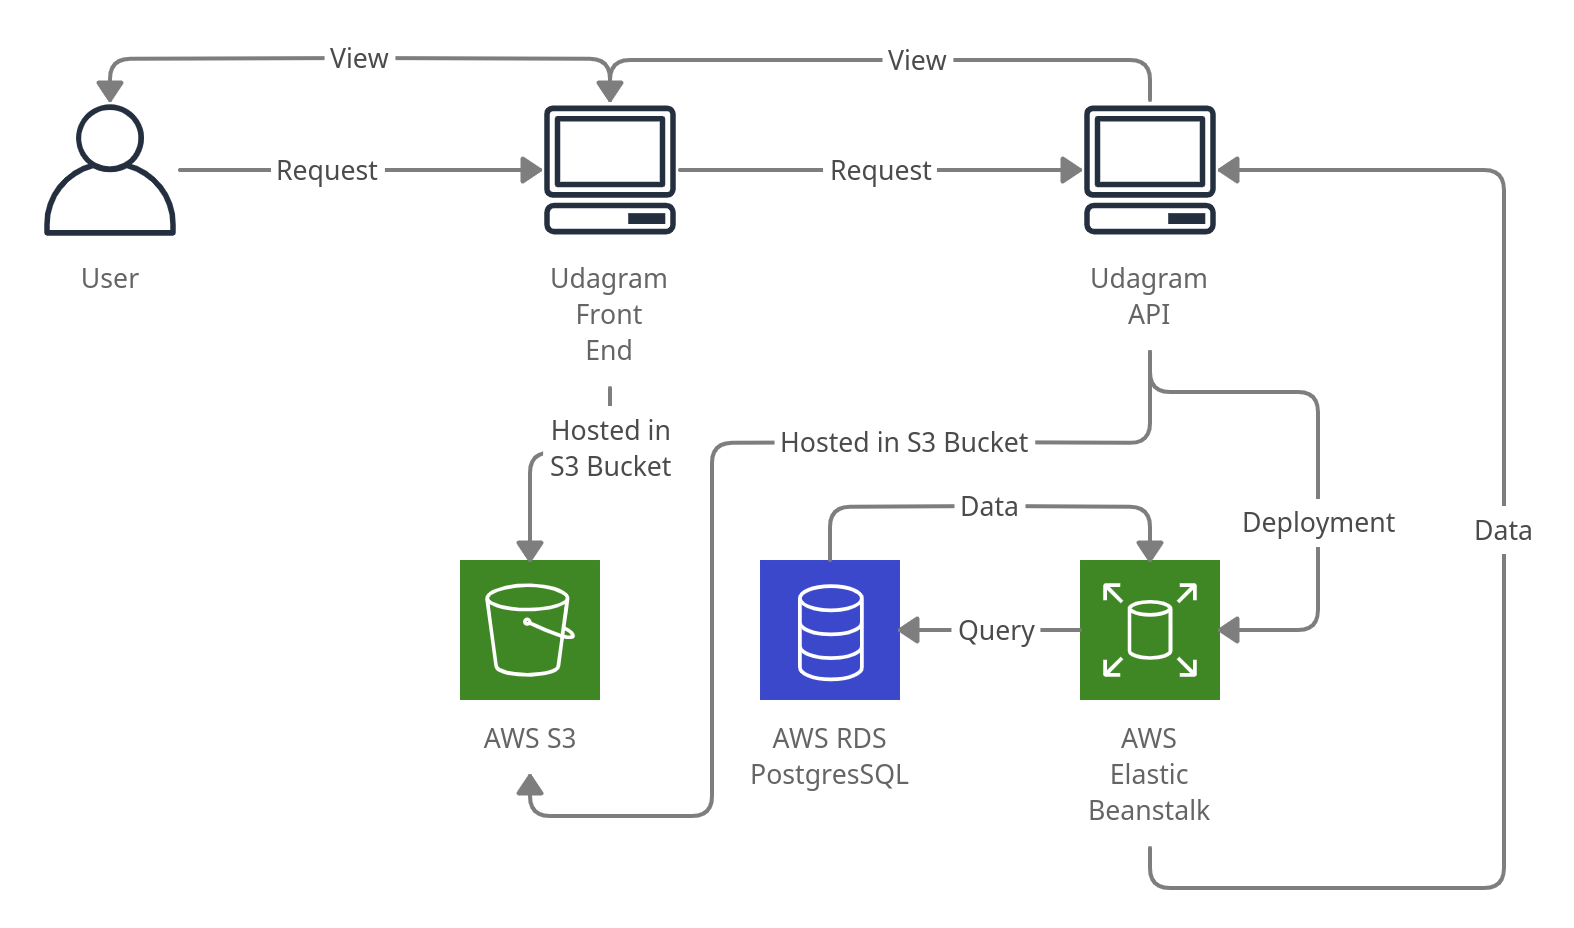 View
View
Request
Request
User
Udagram
Front
End
Udagram
API
Hosted in
S3 Bucket
Hosted in S3 Bucket
Data
Deployment
Data
Query
AWS S3
AWS RDS
PostgresSQL
AWS
Elastic
Beanstalk